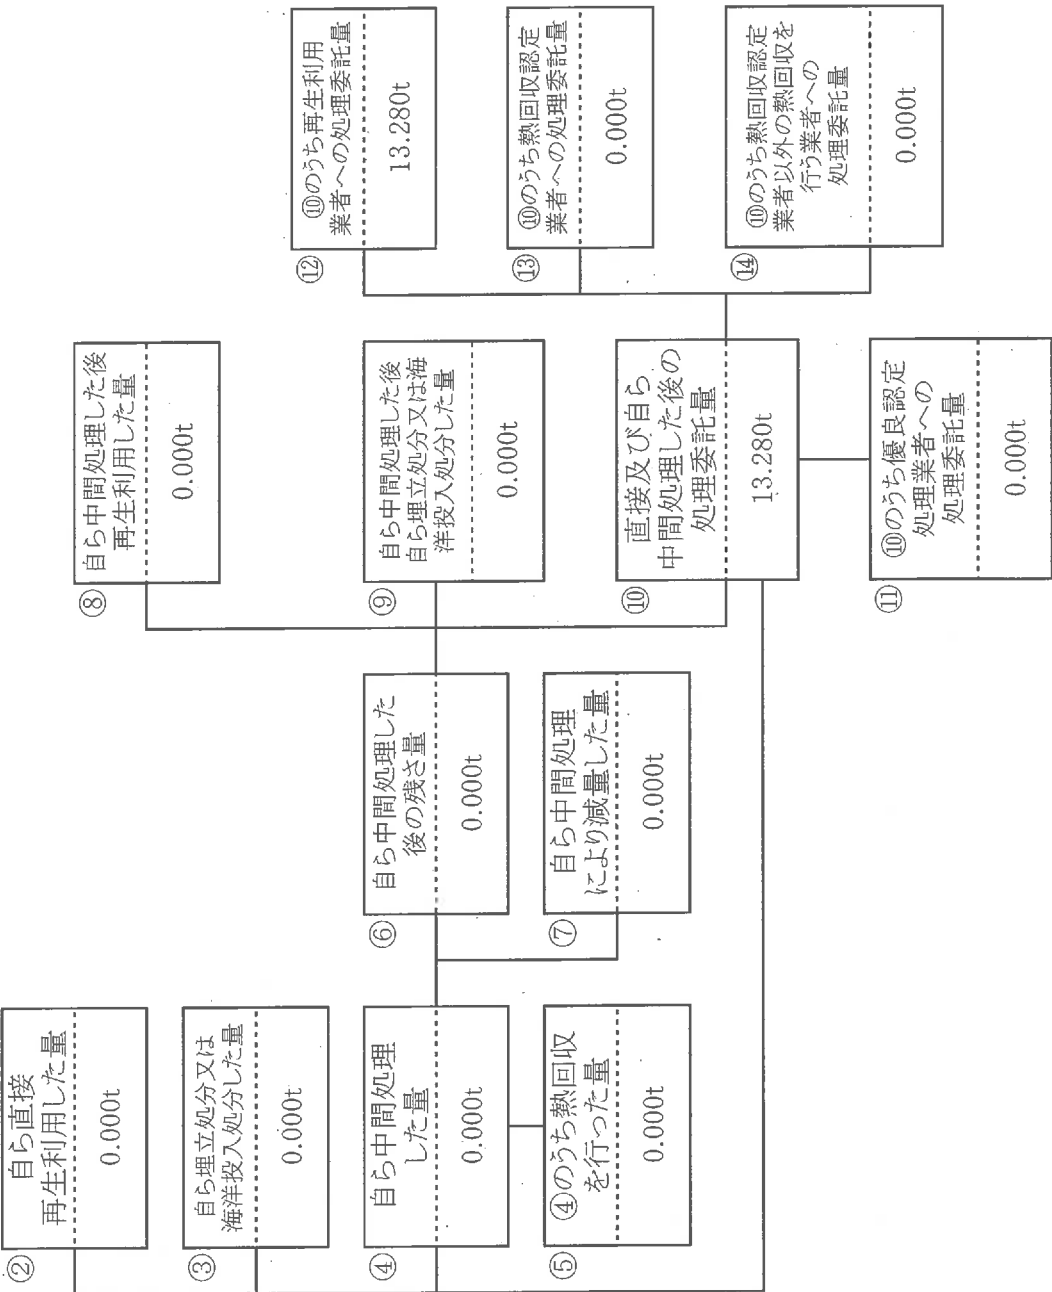 ②
自ら直接
再生利用した量
0.000t
③
自ら埋立処分又は
海洋投入処分した量
0.000t
④
自ら中間処理
した量
0.000t
⑤
④のうち熱回収
を行った量
0.000t
⑥
自ら中間処理した
後の残さ量
0.000t
⑦
自ら中間処理
により減量した量
0.000t
⑧
自ら中間処理した後
再生利用した量
0.000t
⑨
自ら中間処理した後
自ら埋立処分又は海
洋投入処分した量
0.000t
⑩
直接及び自ら
中間処理した後の
処理委託量
13.280t
⑪
⑩のうち優良認定
処理業者への
処理委託量
0.000t
⑫
⑩のうち再生利用
業者への処理委託量
13.280t
⑬
⑩のうち熱回収認定
業者への処理委託量
0.000t
⑭
⑩のうち熱回収認定
業者以外の熱回収を
行う業者への
処理委託量
0.000t